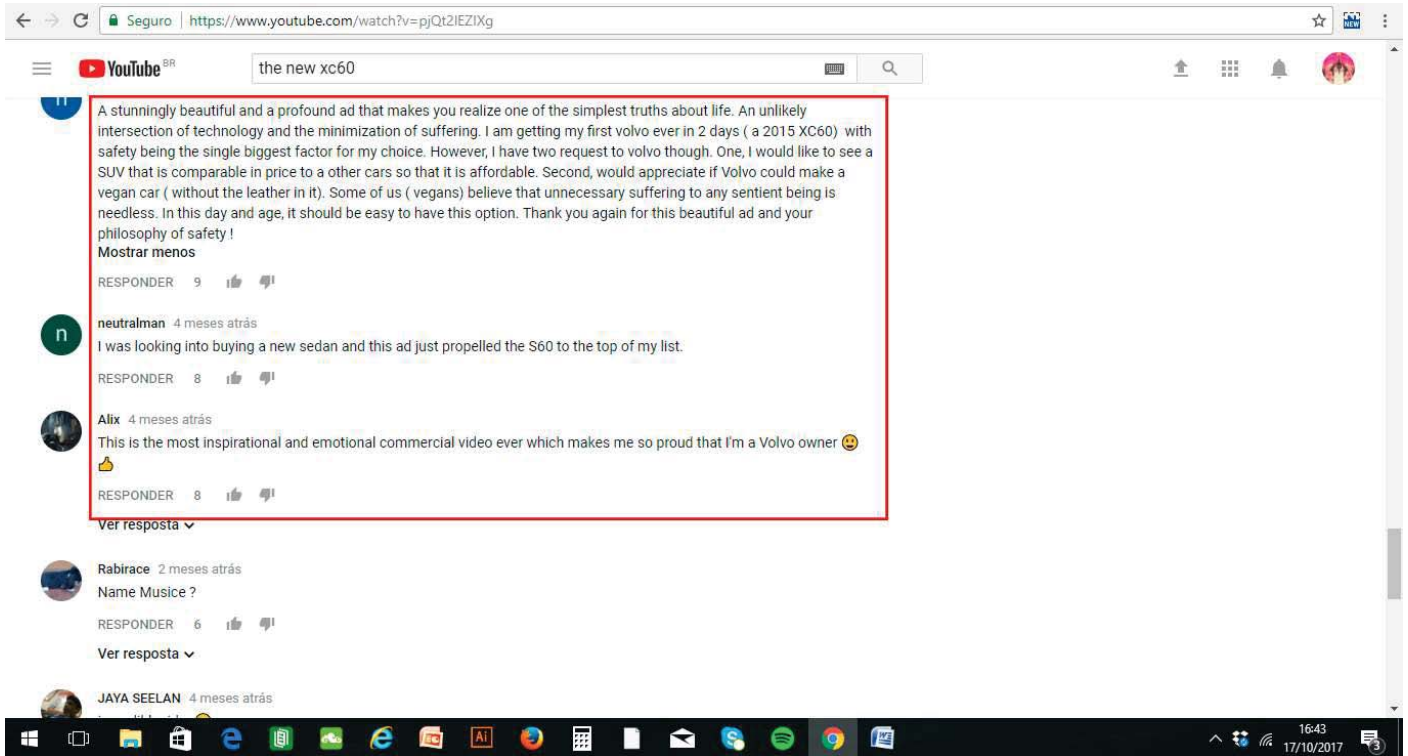 Seguro https://www.youtube.com/watch?v=pjQt2IEZIXg
NEW
YouTube BR
the new xc60
n
A stunningly beautiful and a profound ad that makes you realize one of the simplest truths about life. An unlikely
intersection of technology and the minimization of suffering. I am getting my first volvo ever in 2 days ( a 2015 XC60) with
safety being the single biggest factor for my choice. However, I have two request to volvo though. One, I would like to see a
SUV that is comparable in price to a other cars so that it is affordable. Second, would appreciate if Volvo could make a
vegan car ( without the leather in it). Some of us ( vegans) believe that unnecessary suffering to any sentient being is
needless. In this day and age, it should be easy to have this option. Thank you again for this beautiful ad and your
philosophy of safety !
Mostrar menos
RESPONDER 9
n
neutralman 4 meses atrás
I was looking into buying a new sedan and this ad just propelled the S60 to the top of my list.
RESPONDER 8
Alix 4 meses atrás
This is the most inspirational and emotional commercial video ever which makes me so proud that I'm a Volvo owner 😃
👍
RESPONDER 8
Ver resposta
Rabirace 2 meses atrás
Name Musice ?
RESPONDER 6
Ver resposta
JAYA SEELAN 4 meses atrás
Ai
16:43
17/10/2017
3